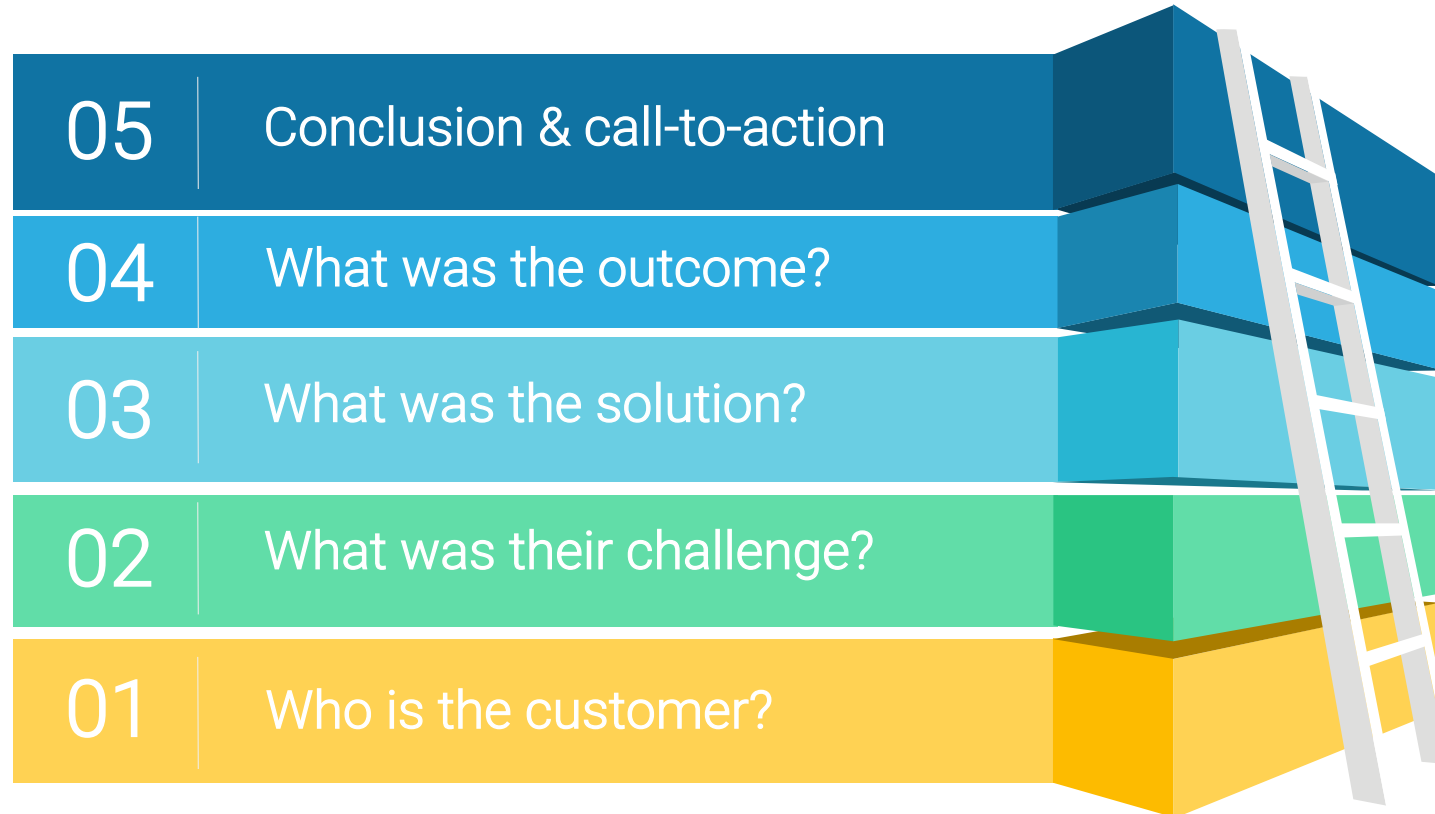 05 Conclusion & call-to-action
04 What was the outcome?
03 What was the solution?
02 What was their challenge?
01 Who is the customer?